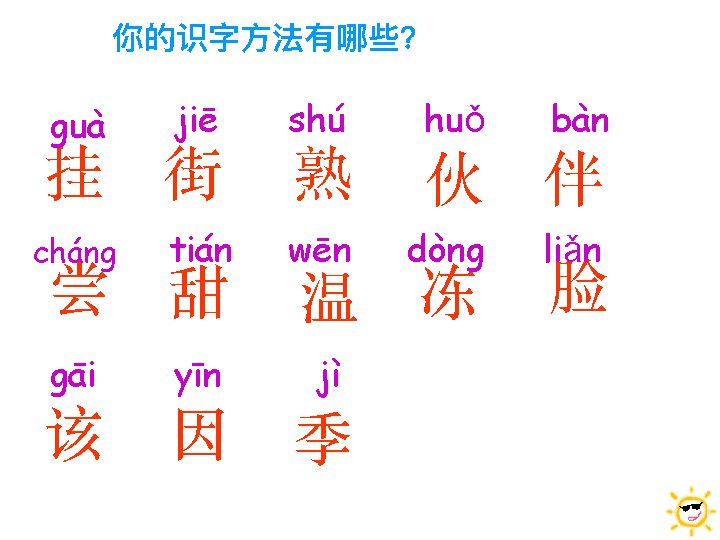 你的识字方法有哪些?
guà jiē shú huǒ bàn
挂 街 熟 伙 伴
cháng tián wēn dòng liǎn
尝 甜 温 冻 脸
gāi yīn jì
该 因 季